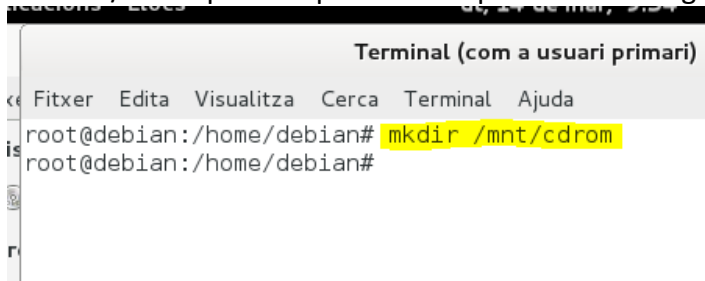 Terminal (com a usuari primari)
Fitxer Edita Visualitza Cerca Terminal Ajuda
root@debian:/home/debian# mkdir /mnt/cdrom
root@debian:/home/debian#